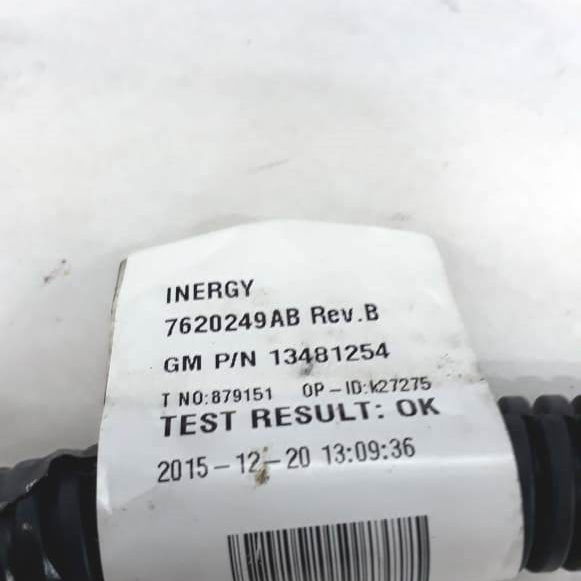 INERGY
7620249AB Rev.B
GM P/N 13481254
T NO:879151 OP-ID:k27275
TEST RESULT: OK
2015-12-20 13:09:36